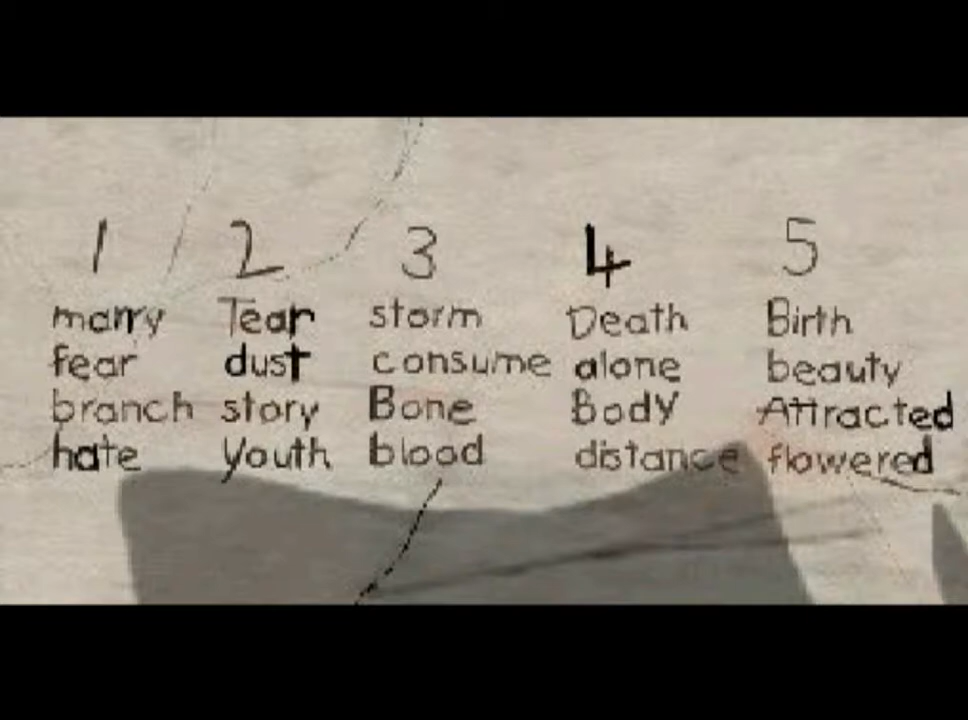 1 2 3 4 5
marry Tear storm Death Birth
fear dust consume alone beauty
branch story Bone Body Attracted
hate Youth blood distance flowered